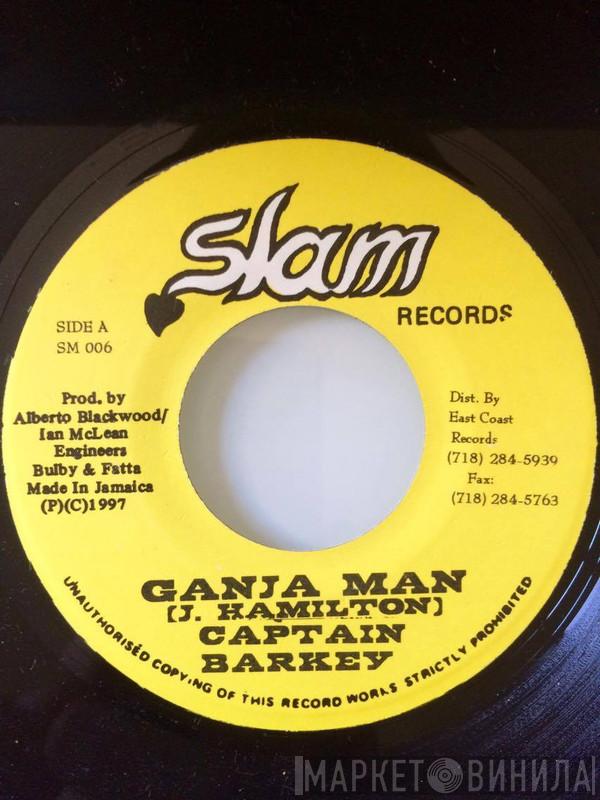 Slam
RECORDS
SIDE A
SM 006
Prod. by
Alberto Blackwood/
Ian McLean
Engineers
Bulby & Fatta
Made In Jamaica
(P)(C)1997
Dist. By
East Coast
Records
(718) 284-5939
Fax:
(718) 284-5763
GANJA MAN
(J. HAMILTON)
CAPTAIN
BARKEY
UNAUTHORISED COPYING OF THIS RECORD WORKS STRICTLY PROHIBITED
МАРКЕТ ВИНИЛА